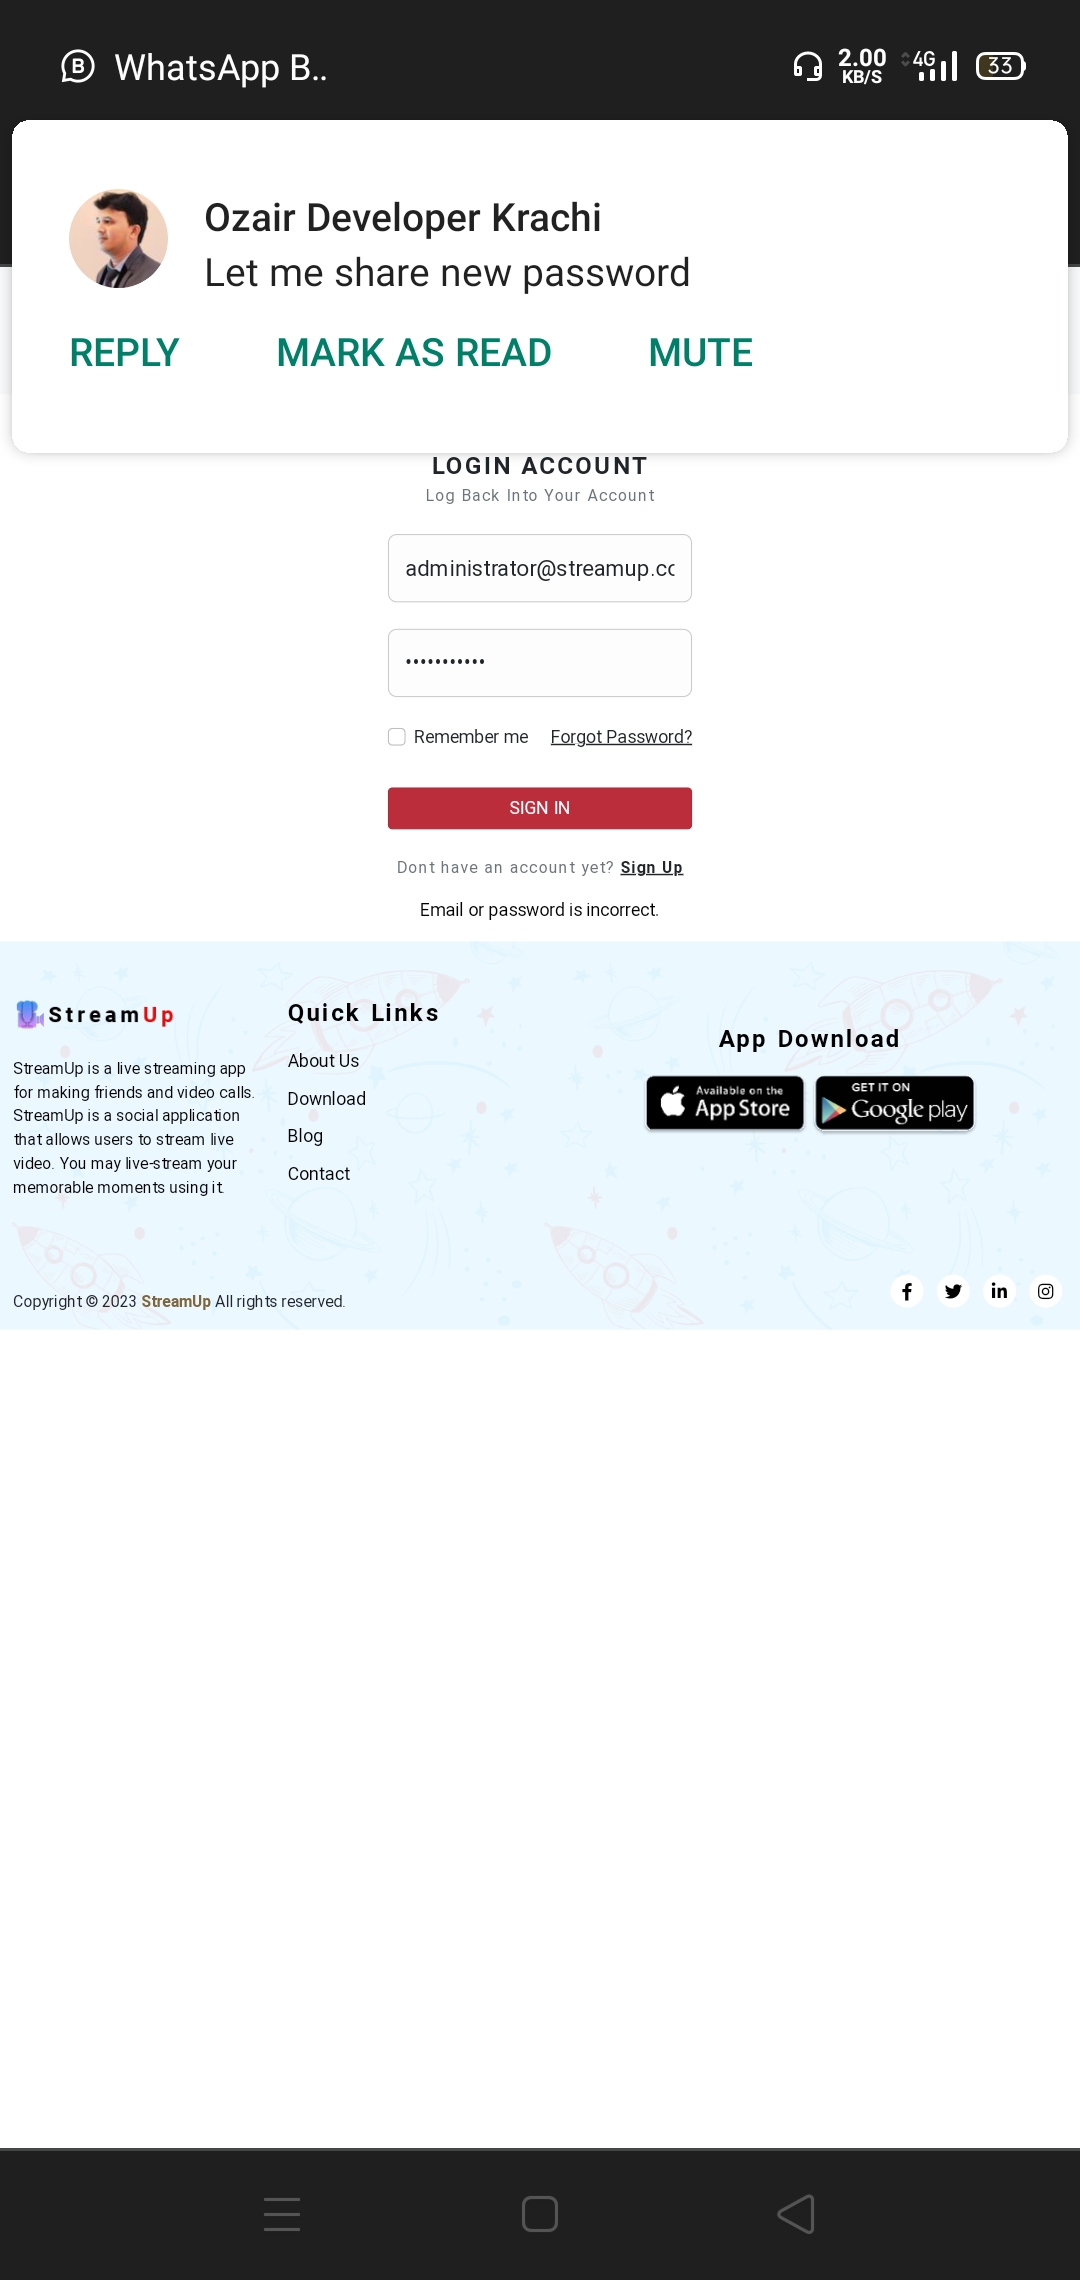 WhatsApp B..
2.00
KB/S
4G
33
Ozair Developer Krachi
Let me share new password
REPLY MARK AS READ MUTE
LOGIN ACCOUNT
Log Back Into Your Account
administrator@streamup.cc
•••••••••••
Remember me Forgot Password?
SIGN IN
Dont have an account yet? Sign Up
Email or password is incorrect.
StreamUp
StreamUp is a live streaming app
for making friends and video calls.
StreamUp is a social application
that allows users to stream live
video. You may live-stream your
memorable moments using it.
Quick Links
About Us
Download
Blog
Contact
App Download
Available on the
App Store
GET IT ON
Google play
Copyright © 2023 StreamUp All rights reserved.